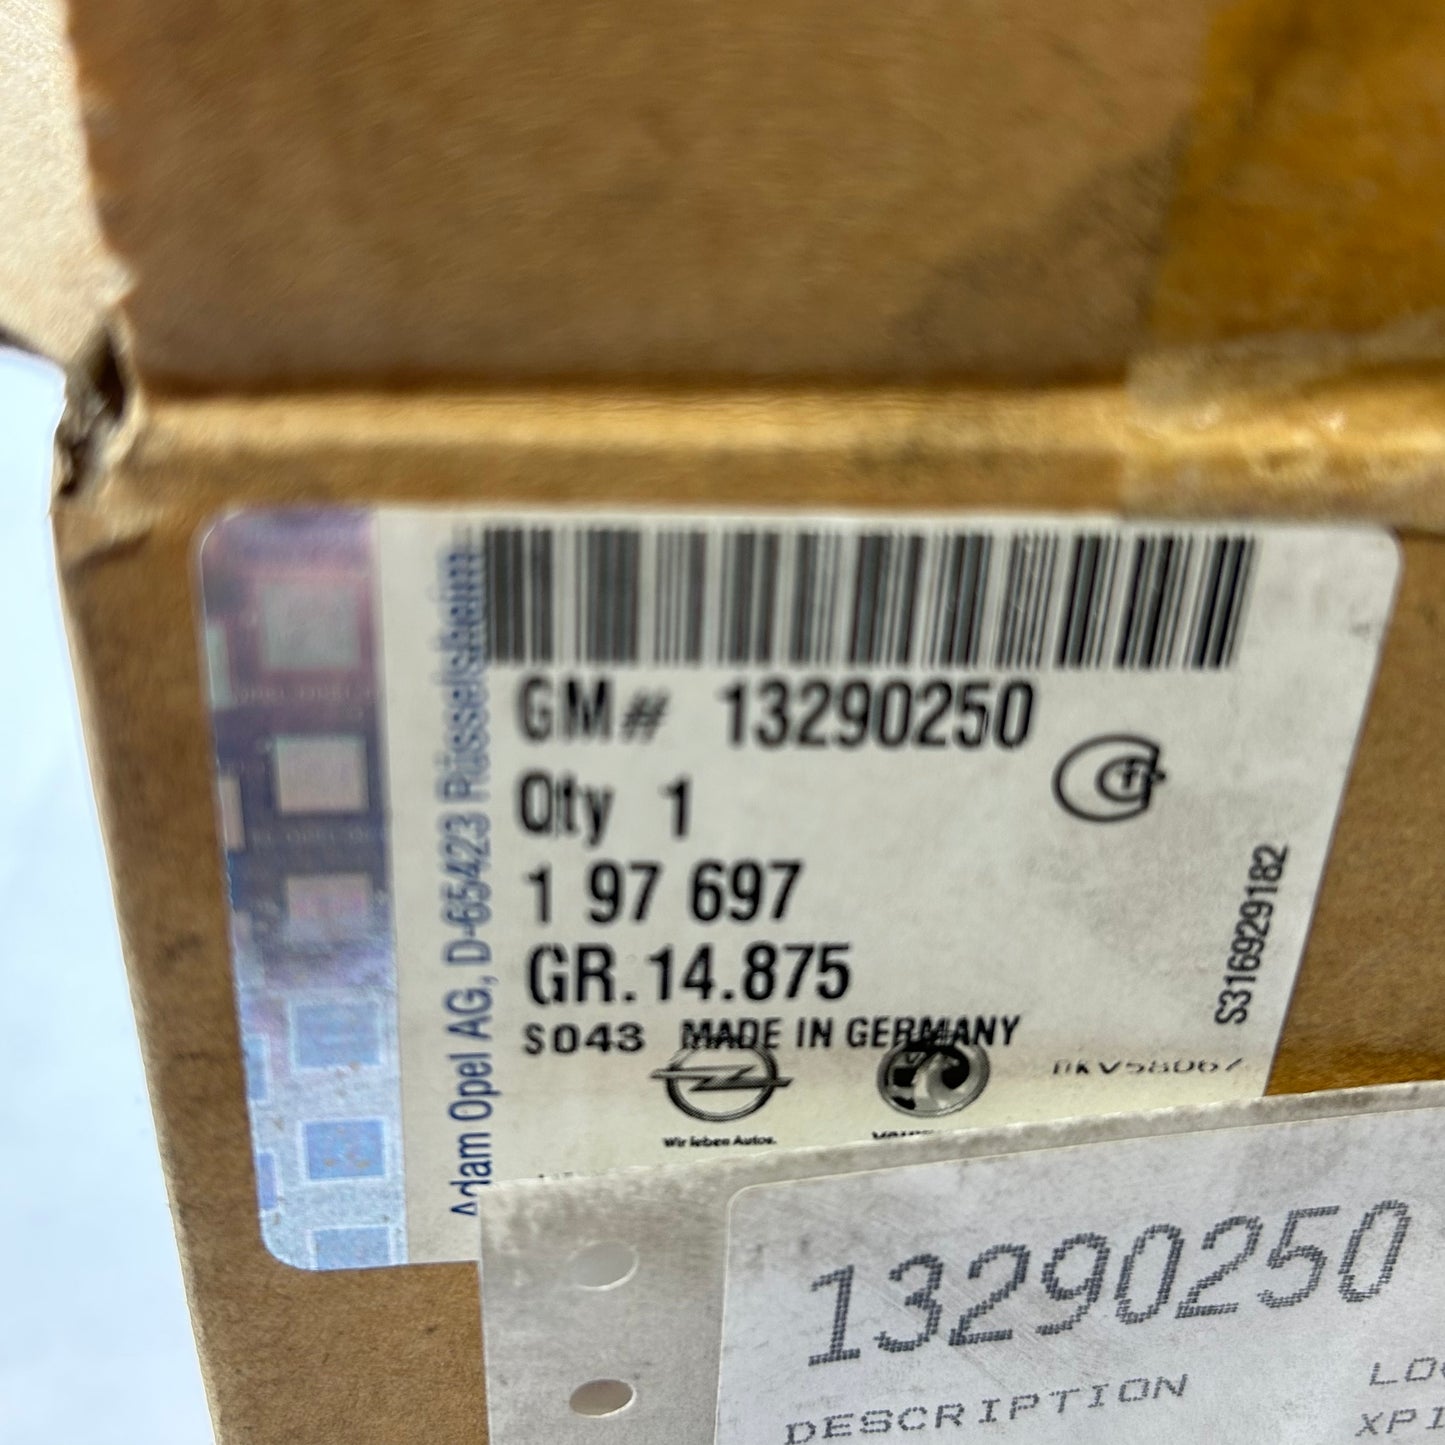 Adam Opel AG, D-65423 Rüsselsheim
GM# 13290250
Qty 1
1 97 697
GR.14.875
S043 MADE IN GERMANY
S316929182
Wir leben Autos.
13290250
DESCRIPTION